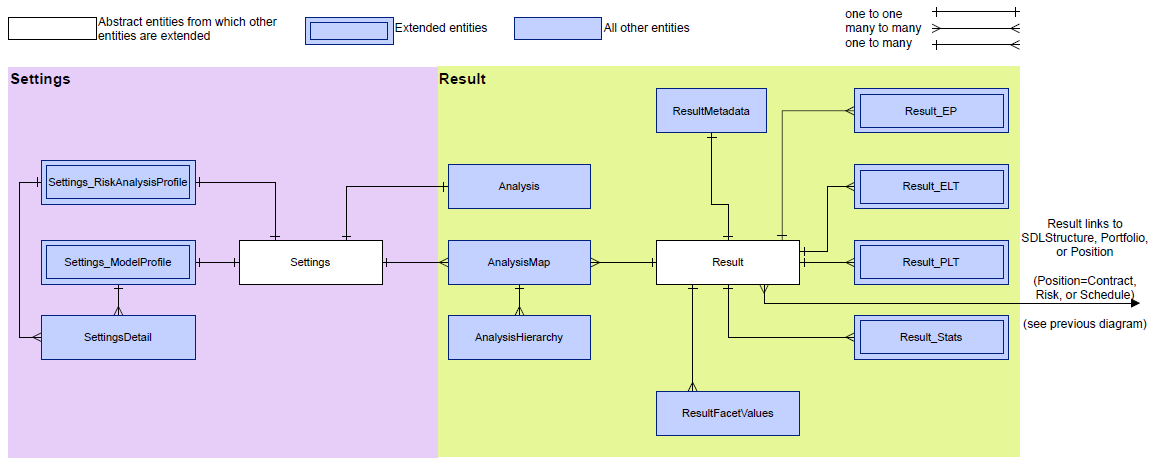 Abstract entities from which other
entities are extended
Extended entities
All other entities
one to one
many to many
one to many
Settings
Result
ResultMetadata
Result_EP
Settings_RiskAnalysisProfile
Analysis
Result_ELT
Settings_ModelProfile
Settings
AnalysisMap
Result
Result_PLT
Result links to
SDLStructure, Portfolio,
or Position
(Position=Contract,
Risk, or Schedule)
(see previous diagram)
SettingsDetail
AnalysisHierarchy
Result_Stats
ResultFacetValues